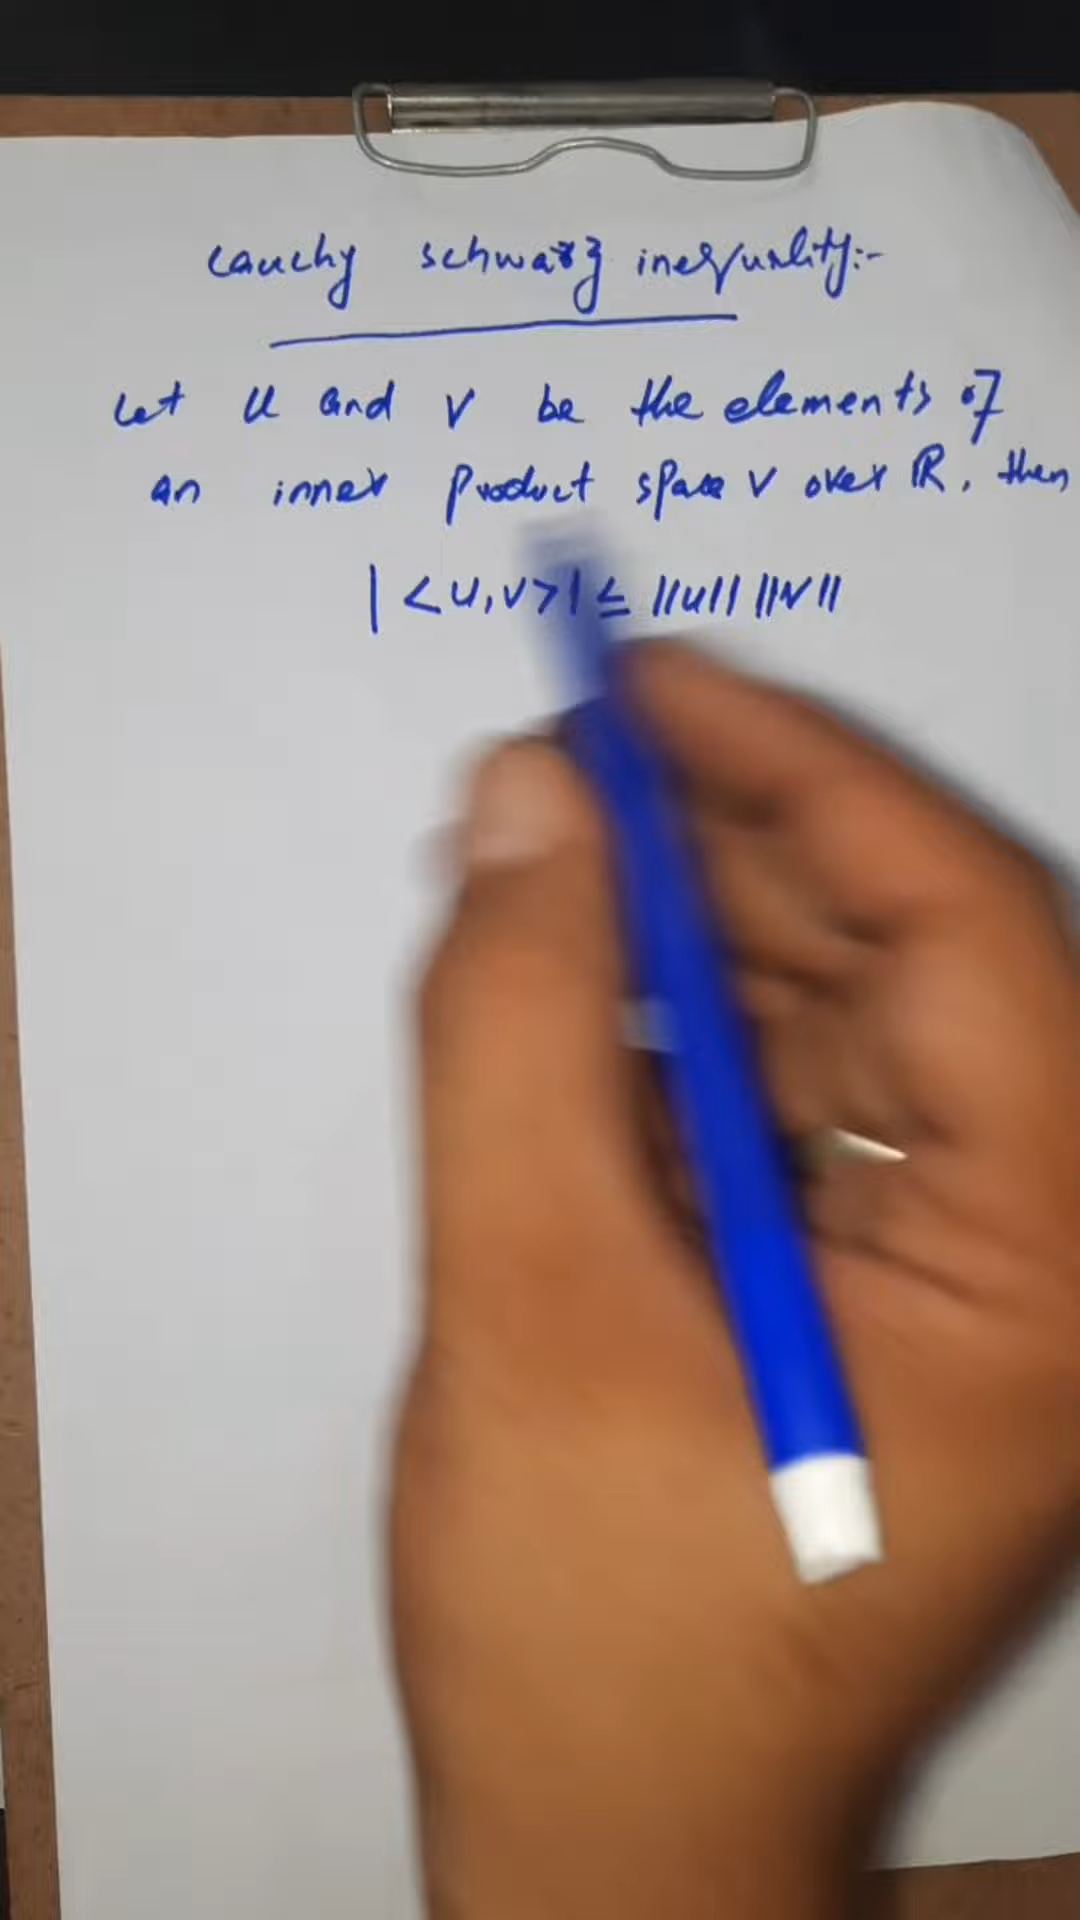 Cauchy schwarz inequality:-
Let u and v be the elements of
an inner product space V over ℝ, then
|<u,v>| ≤ ||u|| ||v||